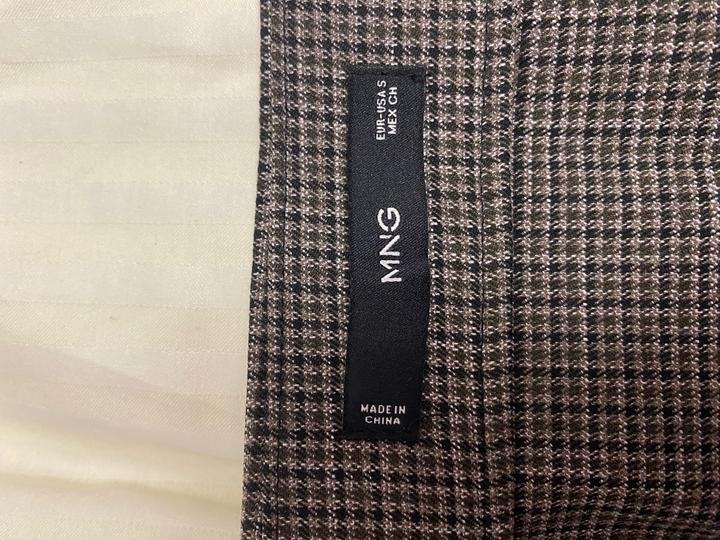 EUR-USA S
MEX CH
MNG
MADE IN
CHINA